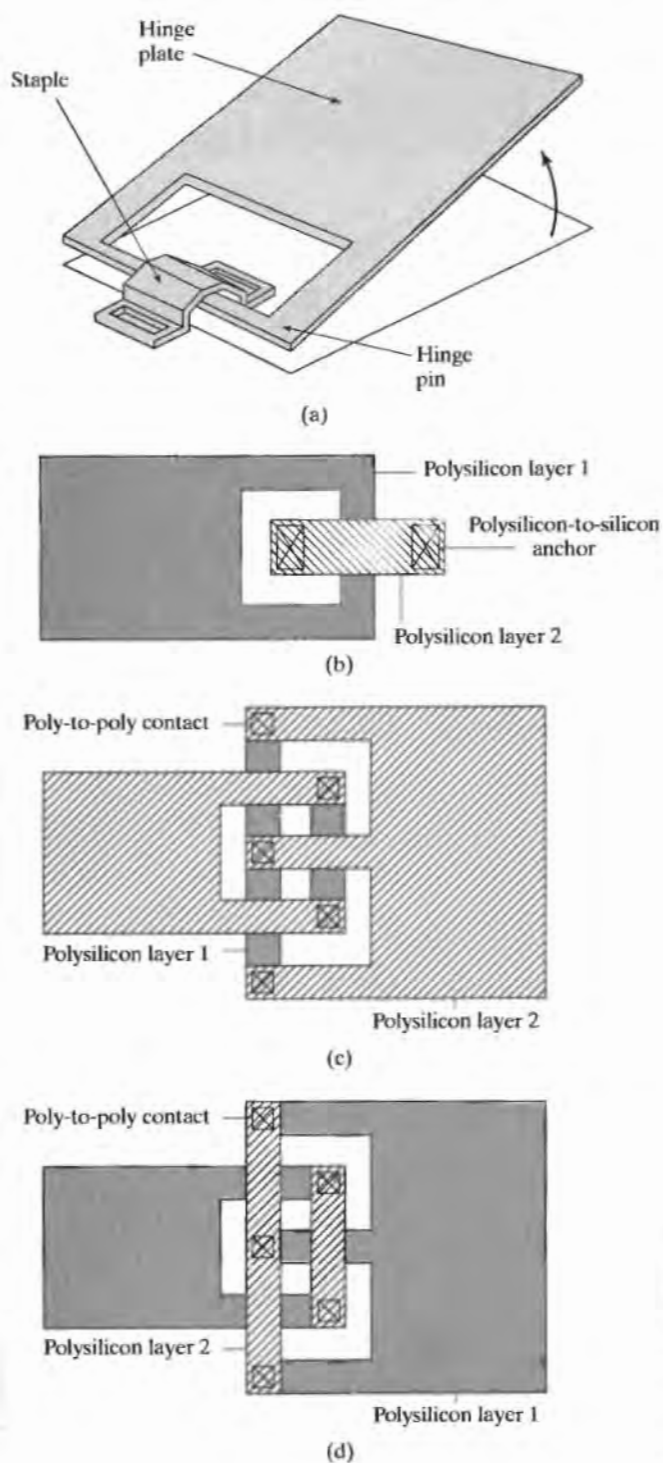 Hinge
plate
Staple
Hinge
pin
(a)
Polysilicon layer 1
Polysilicon-to-silicon
anchor
Polysilicon layer 2
(b)
Poly-to-poly contact
Polysilicon layer 1
Polysilicon layer 2
(c)
Poly-to-poly contact
Polysilicon layer 2
Polysilicon layer 1
(d)